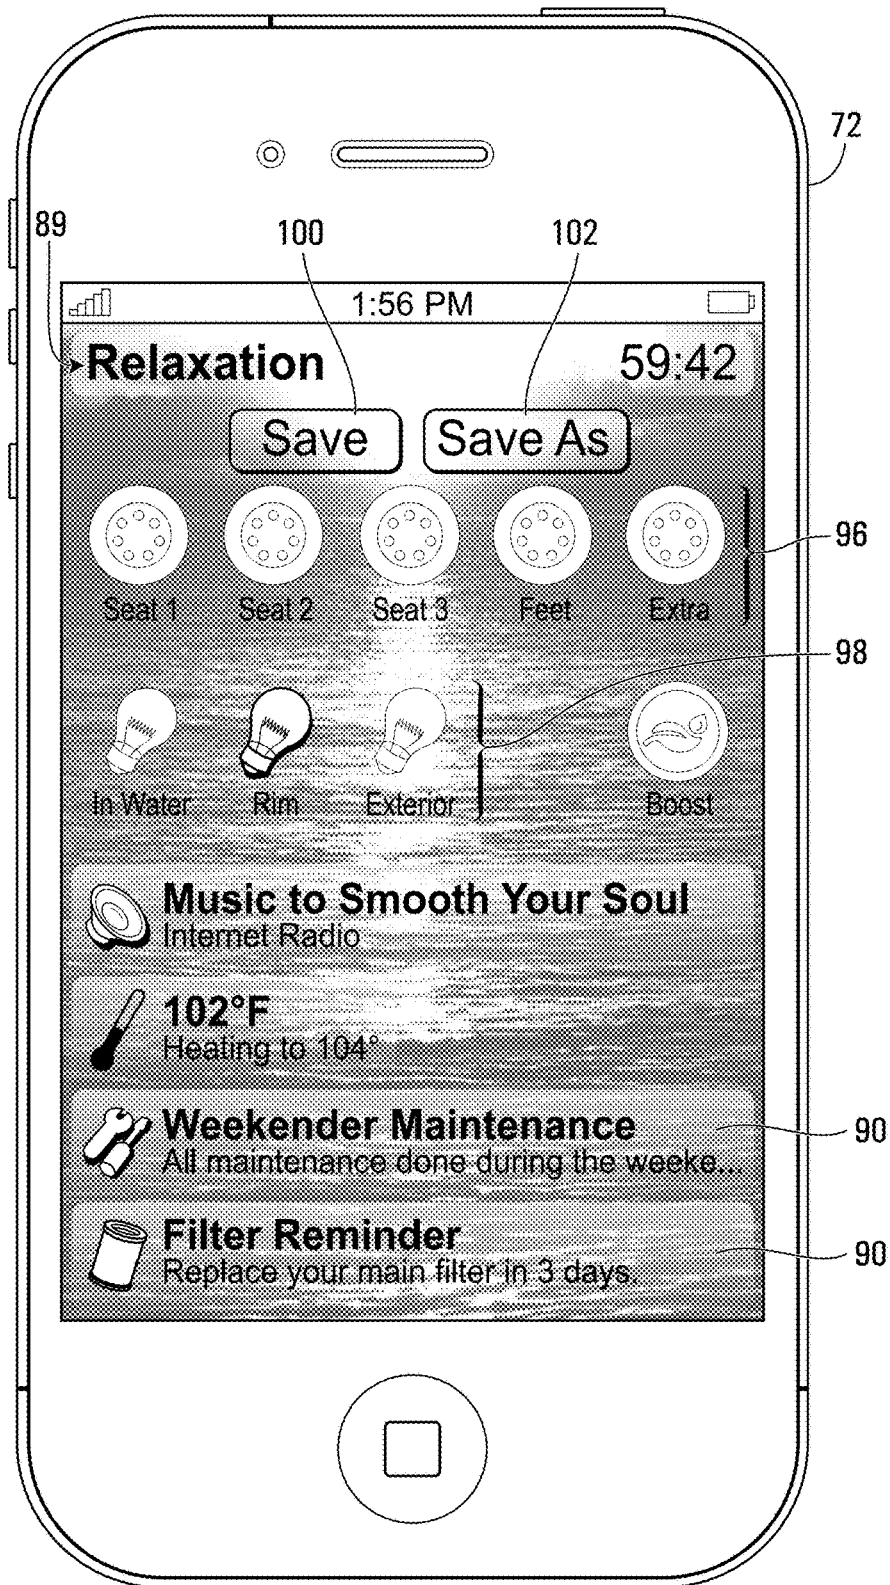 72
89
100
102
1:56 PM
Relaxation 59:42
Save Save As
96
Seat 1 Seat 2 Seat 3 Feet Extra
98
In Water Rim Exterior Boost
Music to Smooth Your Soul
Internet Radio
102°F
Heating to 104°
Weekender Maintenance
90
All maintenance done during the weeke...
Filter Reminder
90
Replace your main filter in 3 days.